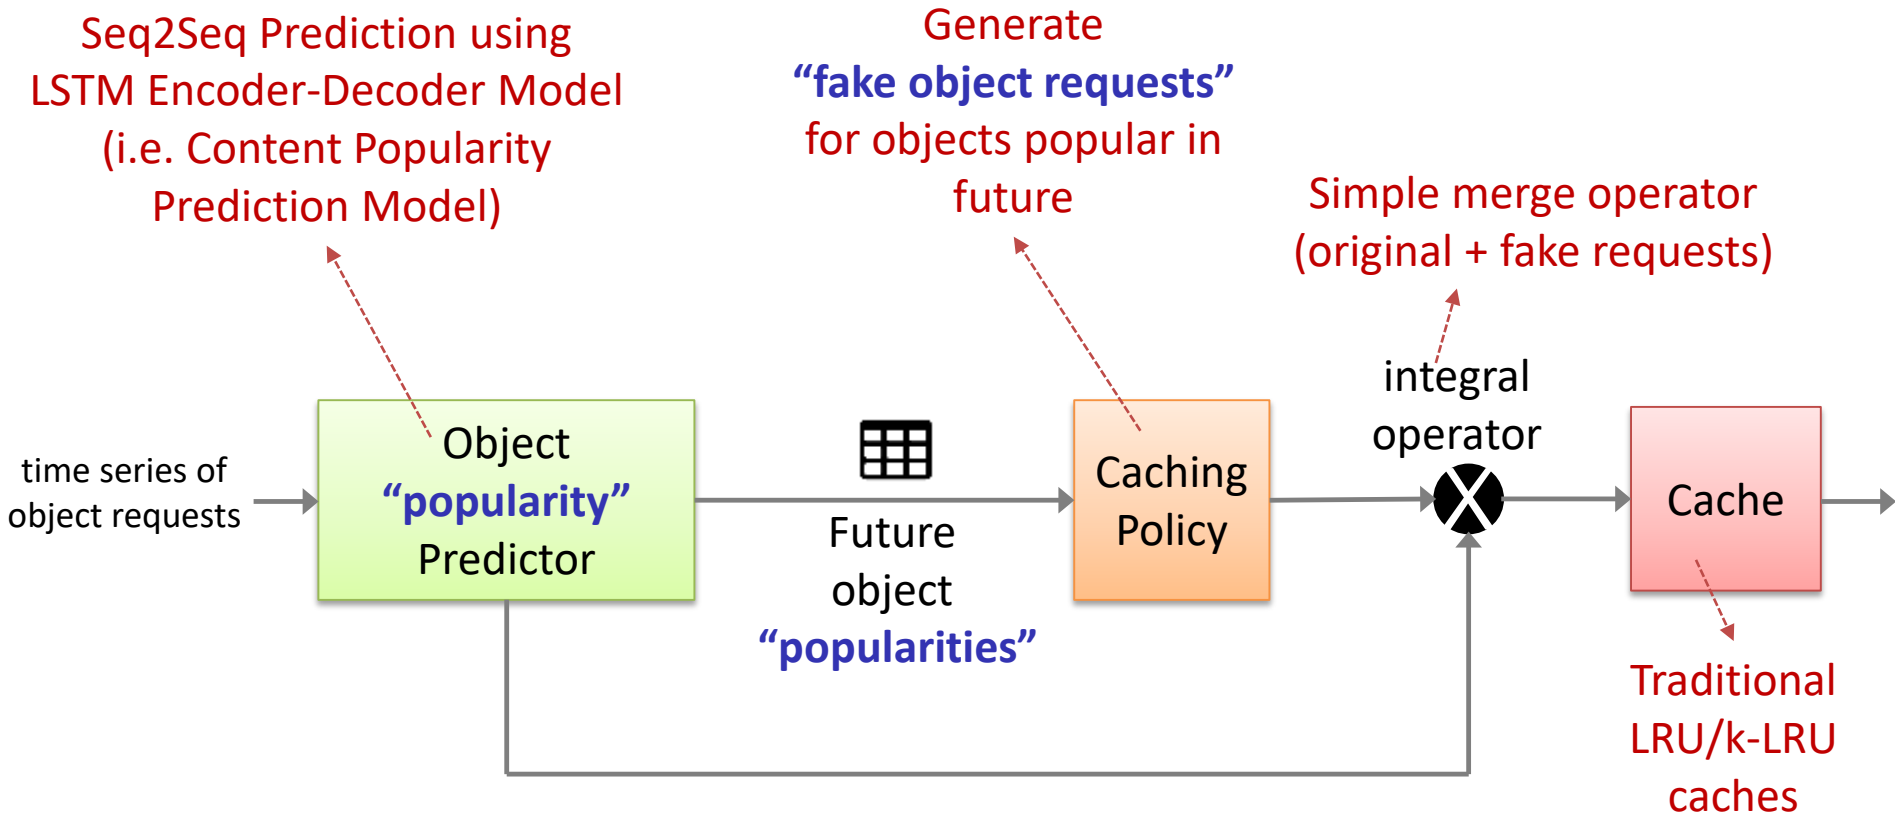 Seq2Seq Prediction using
LSTM Encoder-Decoder Model
(i.e. Content Popularity
Prediction Model)
Generate
“fake object requests”
for objects popular in
future
Simple merge operator
(original + fake requests)
time series of
object requests
Object
“popularity”
Predictor
Future
object
“popularities”
Caching
Policy
integral
operator
Cache
Traditional
LRU/k-LRU
caches